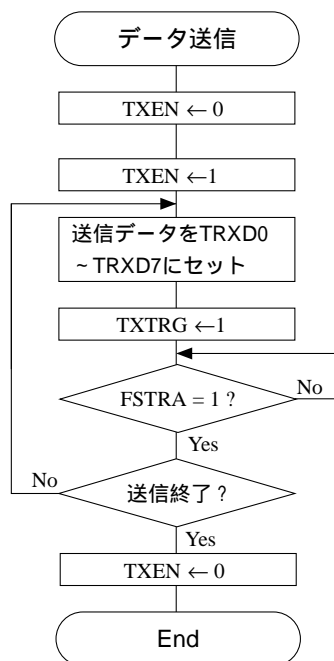 データ送信
TXEN ← 0
TXEN ←1
送信データをTRXD0
~ TRXD7にセット
TXTRG ←1
FSTRA = 1 ?
No
Yes
送信終了 ?
No
Yes
TXEN ← 0
End